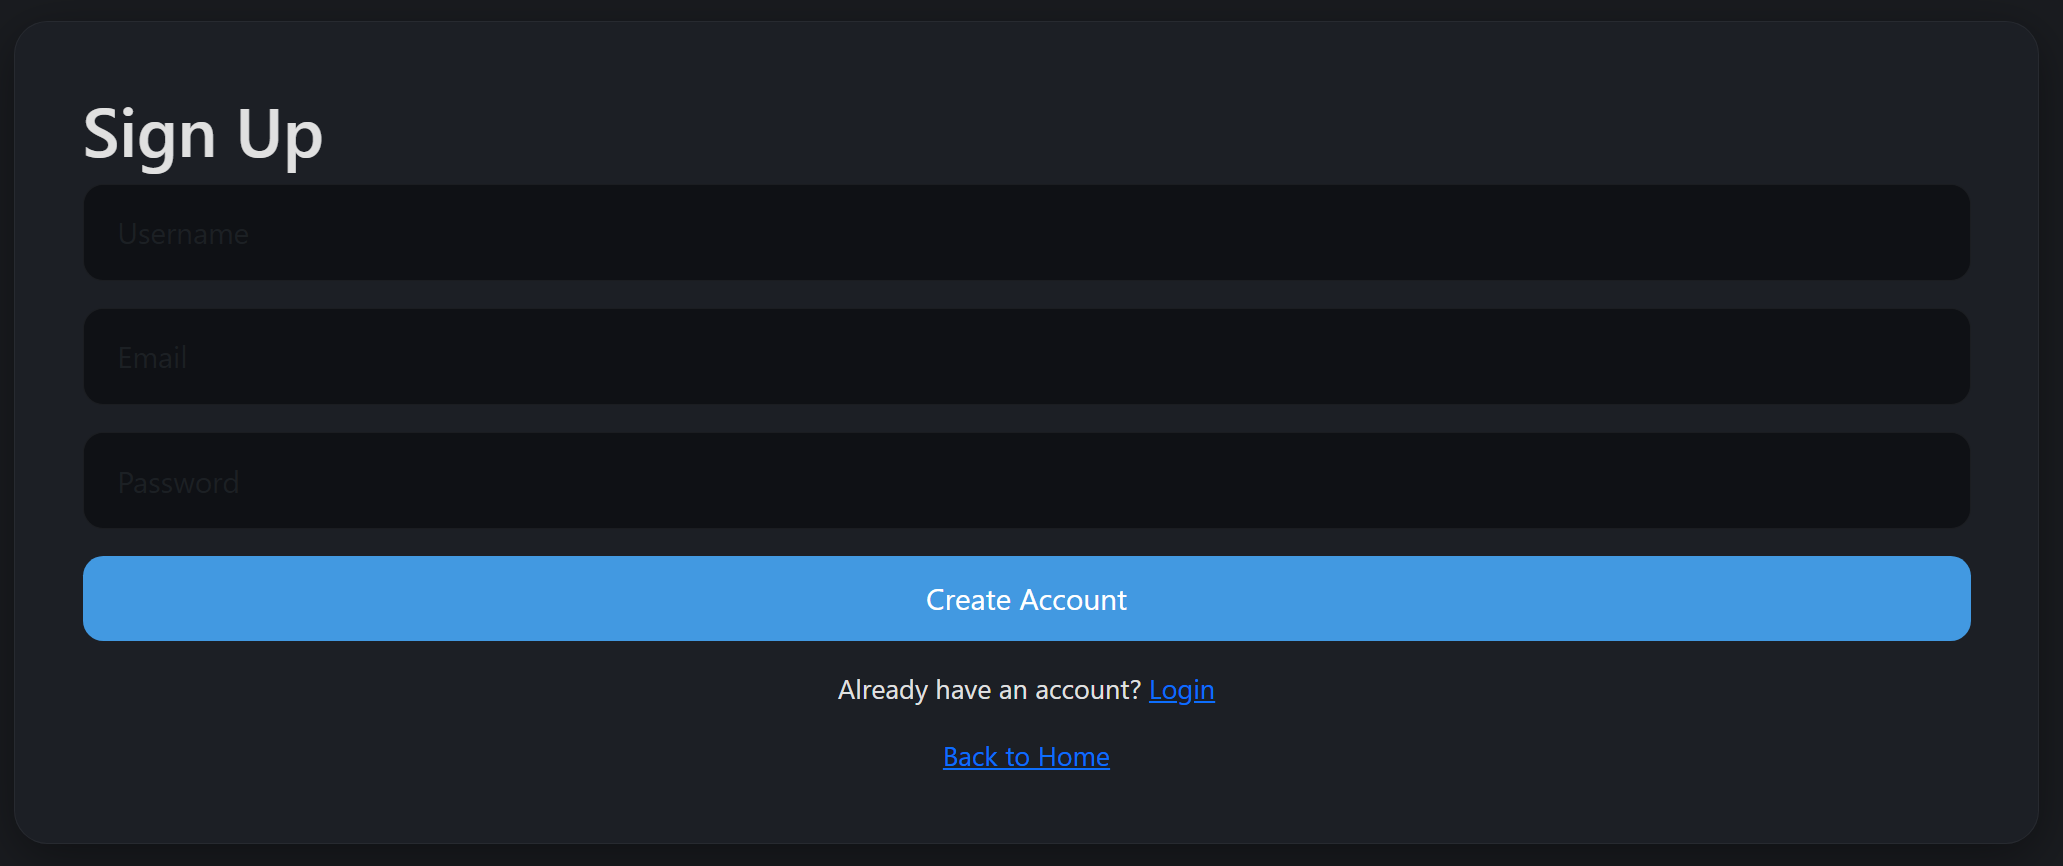 Sign Up
Username
Email
Password
Create Account
Already have an account? Login
Back to Home